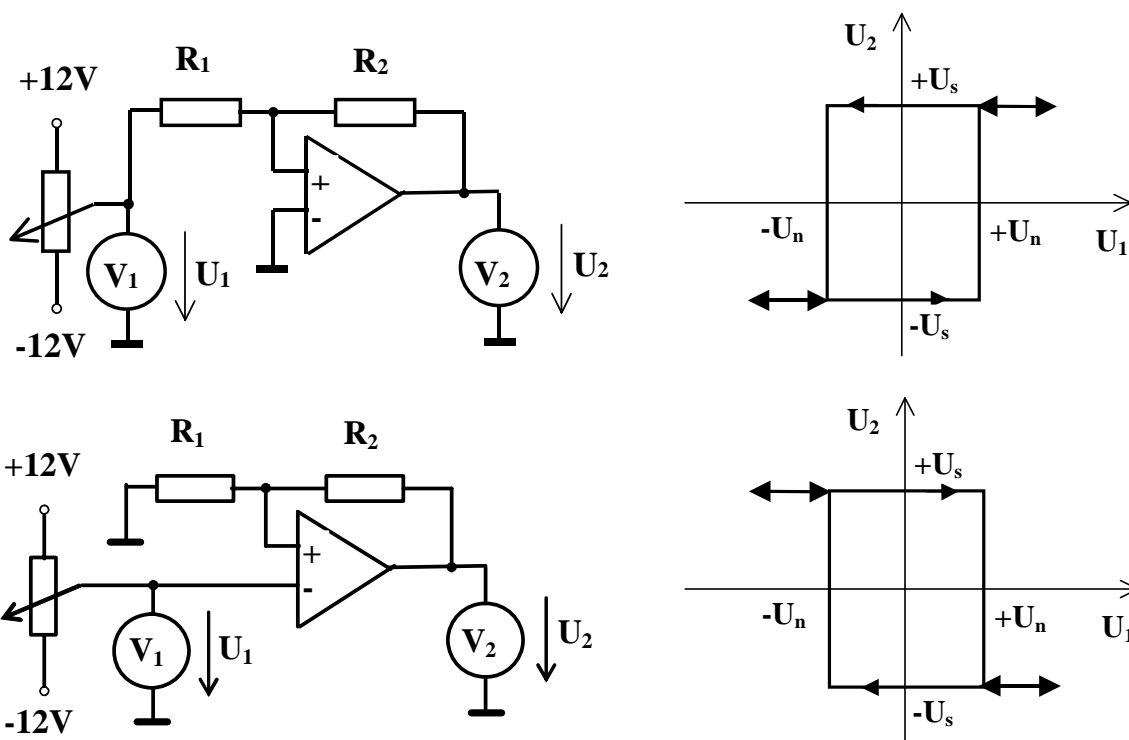 R₁ R₂
+12V
+
-
V₁ U₁ V₂ U₂
-12V
U₂
+Uₛ
-Uₙ +Uₙ U₁
-Uₛ
R₁ R₂
+12V
+
-
V₁ U₁ V₂ U₂
-12V
U₂
+Uₛ
-Uₙ +Uₙ U₁
-Uₛ